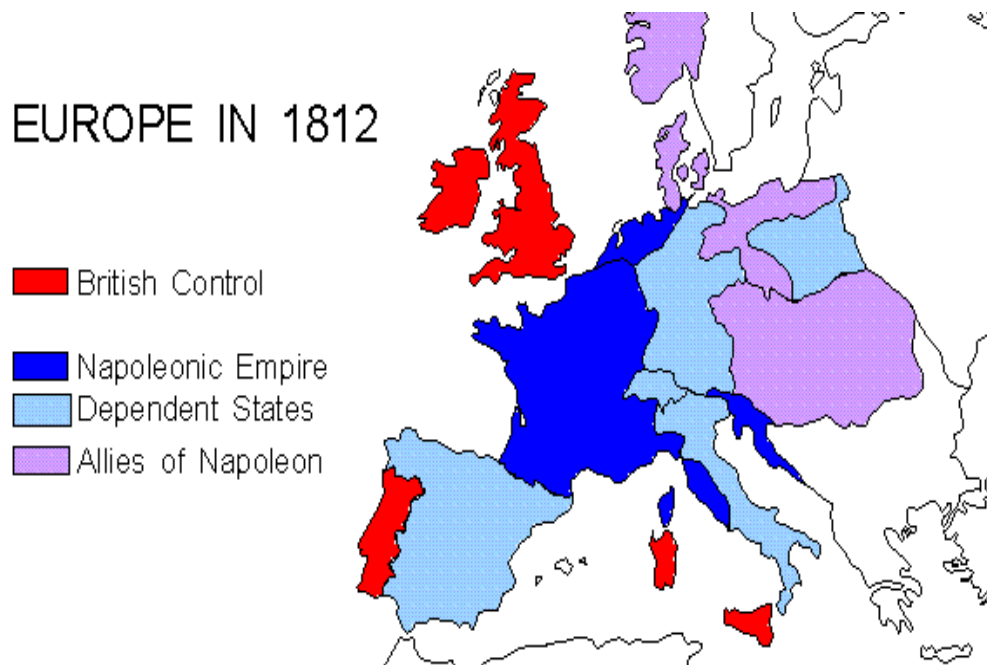 EUROPE IN 1812
British Control
Napoleonic Empire
Dependent States
Allies of Napoleon